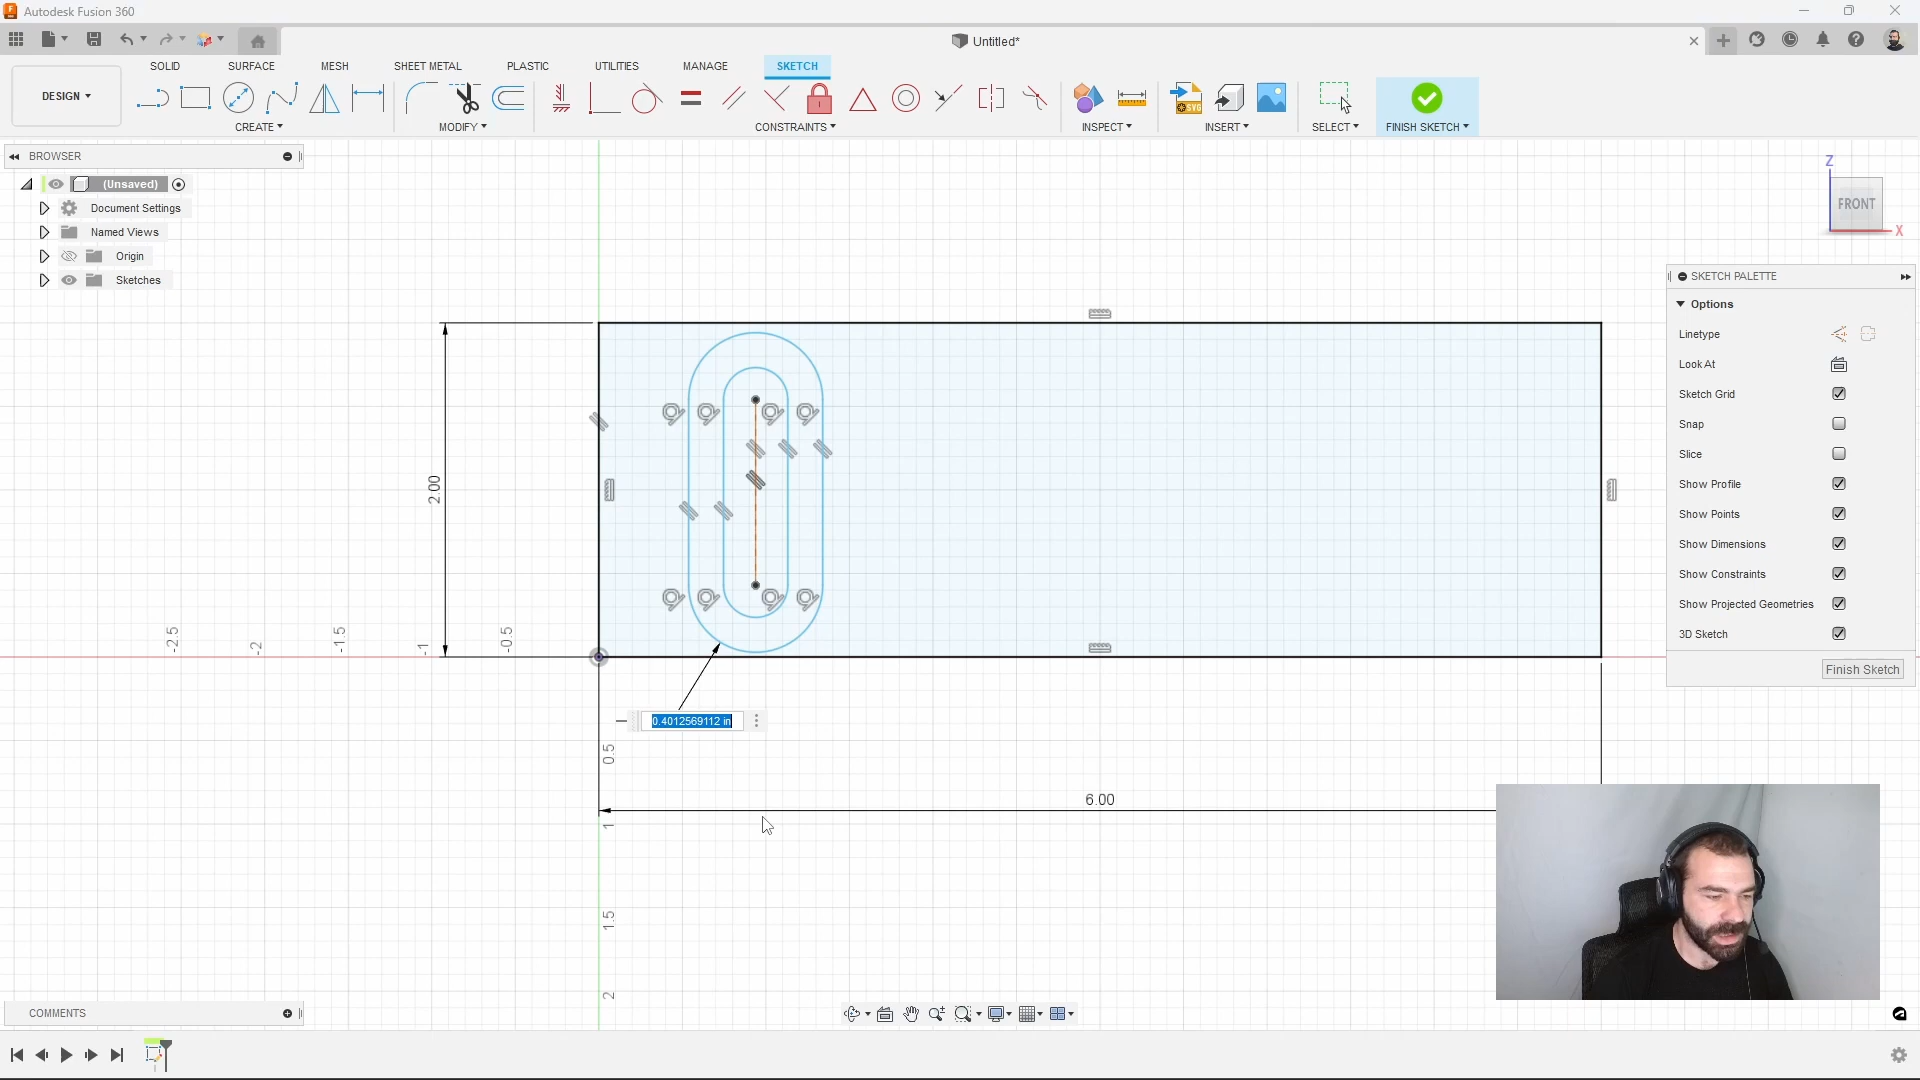 Autodesk Fusion 360
Untitled*
SOLID
SURFACE
MESH
SHEET METAL
PLASTIC
UTILITIES
MANAGE
SKETCH
DESIGN
CREATE
MODIFY
CONSTRAINTS
INSPECT
SVG
INSERT
SELECT
FINISH SKETCH
BROWSER
(Unsaved)
Document Settings
Named Views
Origin
Sketches
Z
FRONT
X
SKETCH PALETTE
Options
Linetype
Look At
Sketch Grid
Snap
Slice
Show Profile
Show Points
Show Dimensions
Show Constraints
Show Projected Geometries
3D Sketch
Finish Sketch
2.00
-2.5
-2
-1.5
-1
-0.5
0.4012569112 in
0.5
6.00
1
1.5
2
COMMENTS